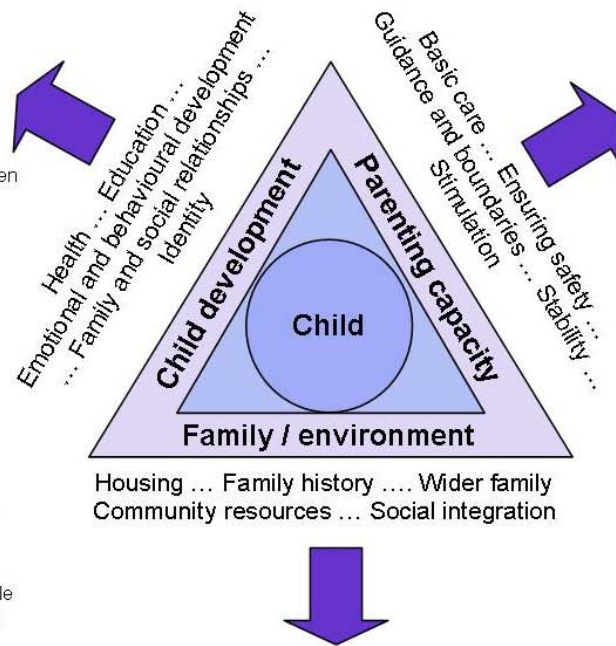 Health … Education …
Emotional and behavioural development
… Family and social relationships …
Identity
Child development
Basic care … Ensuring safety …
Guidance and boundaries … Stability …
Stimulation
Parenting capacity
Child
Family / environment
Housing … Family history …. Wider family
Community resources … Social integration